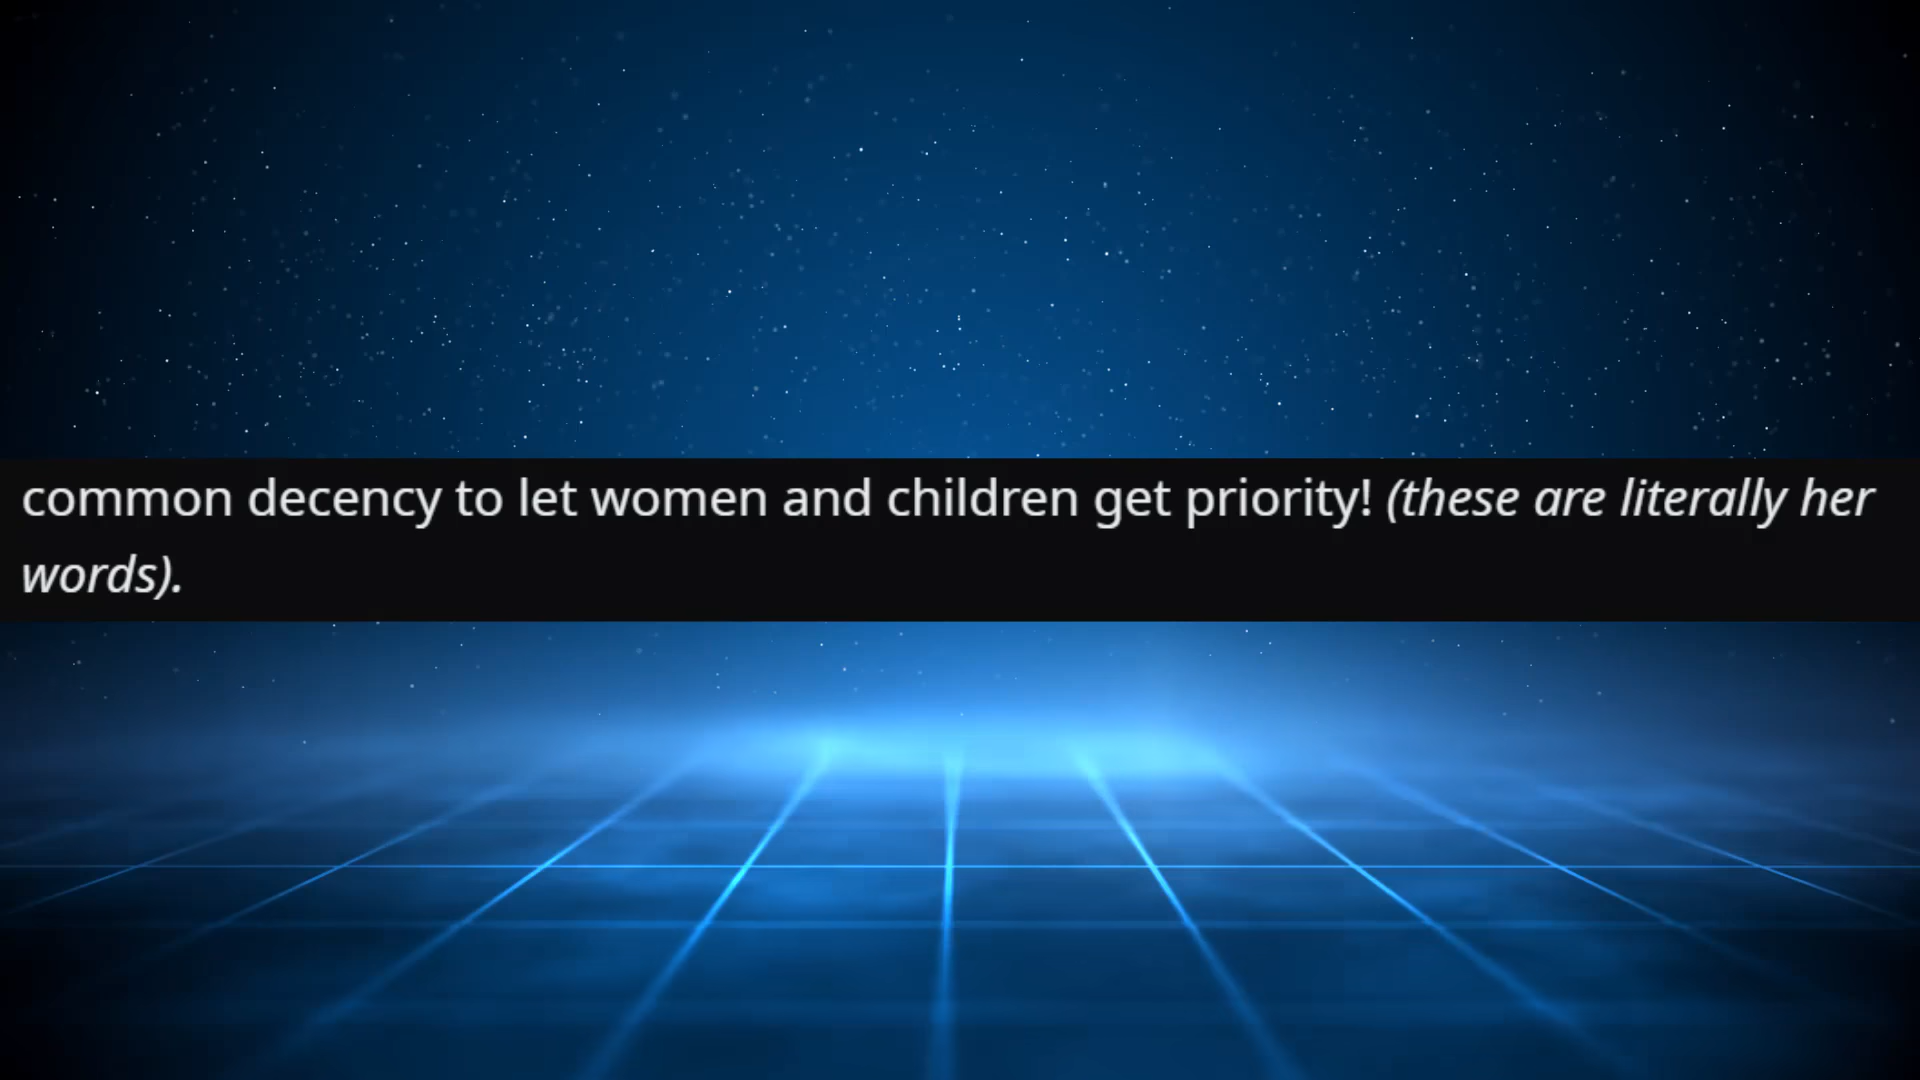 common decency to let women and children get priority! (these are literally her
words).